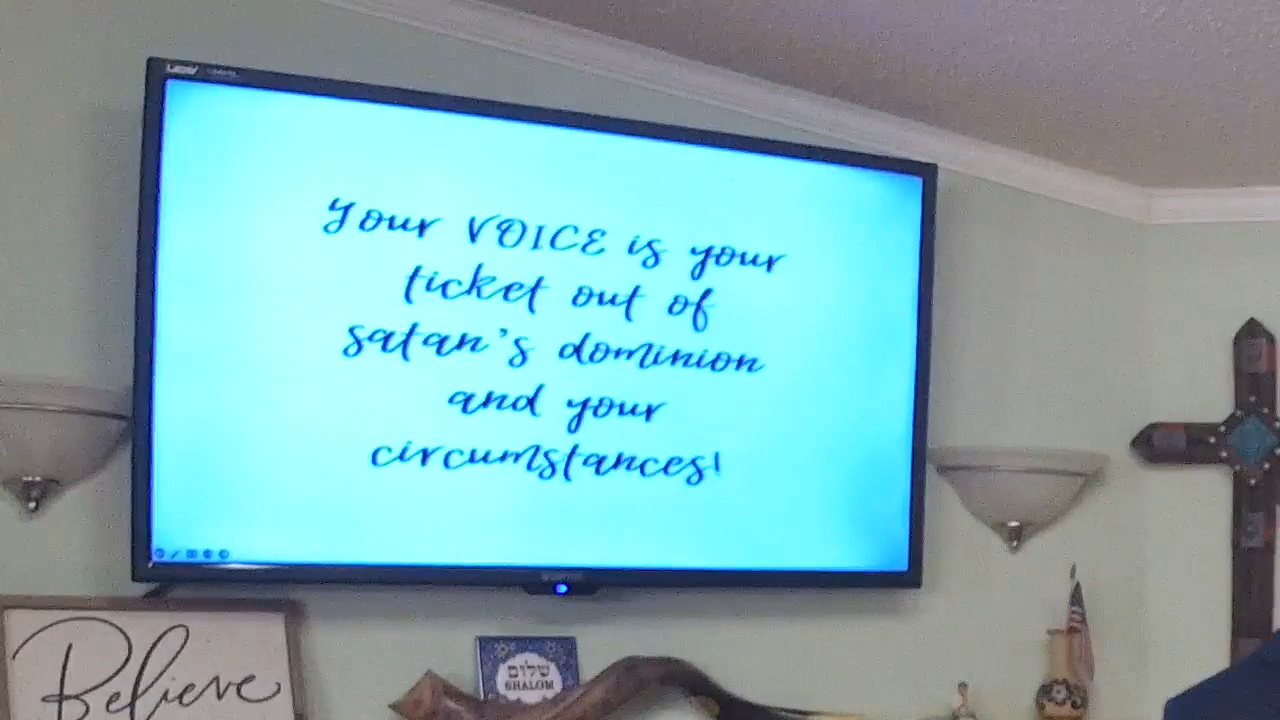 your VOICE is your
ticket out of
satan's dominion
and your
circumstances!
Believe
שלום
SHALOM